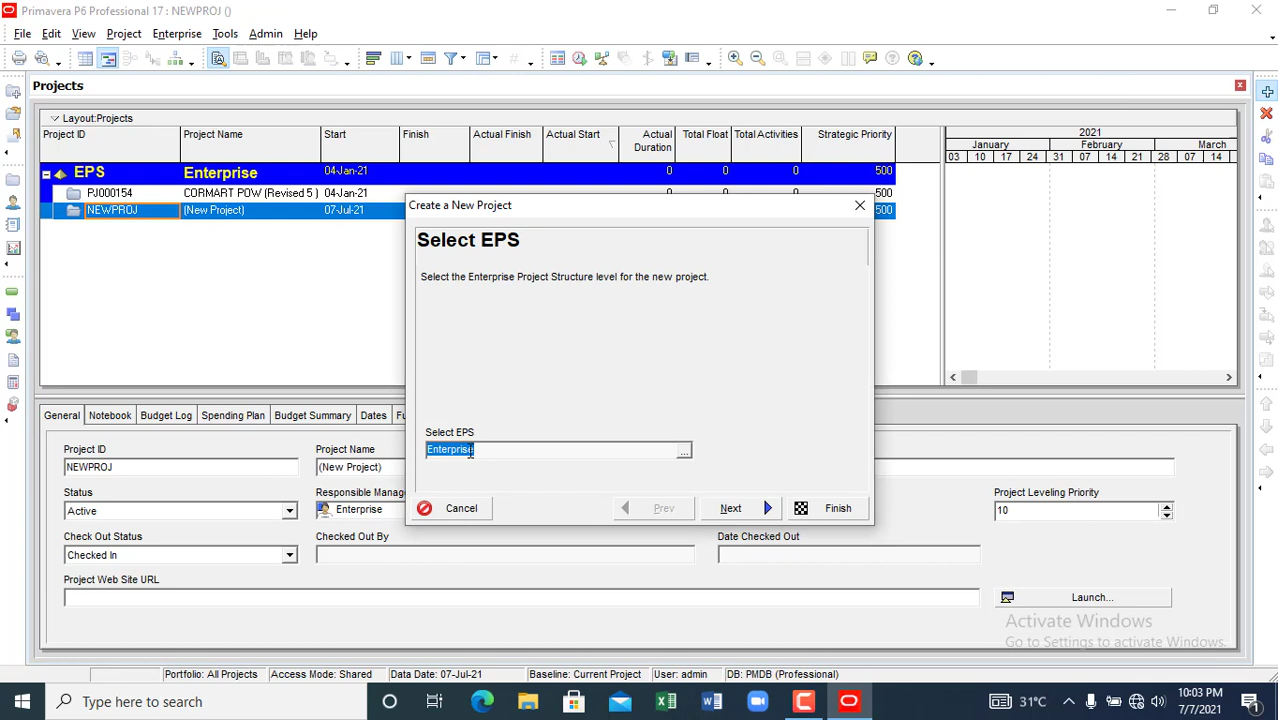 Primavera P6 Professional 17 : NEWPROJ ()
File Edit View Project Enterprise Tools Admin Help
Projects
Layout:Projects
Project ID Project Name Start Finish Actual Finish Actual Start Actual Duration Total Float Total Activities Strategic Priority
2021
January February March
03 10 17 24 31 07 14 21 28 07 14
EPS Enterprise 04-Jan-21 0 0 0 500
PJ000154 CORMART POW (Revised 5 ) 04-Jan-21
NEWPROJ (New Project) 07-Jul-21 500
Create a New Project
Select EPS
Select the Enterprise Project Structure level for the new project.
Select EPS
Enterprise
...
Cancel Prev Next Finish
General Notebook Budget Log Spending Plan Budget Summary Dates Fu
Project ID Project Name
NEWPROJ (New Project)
Status Responsible Manage Project Leveling Priority
Active Enterprise 10
Check Out Status Checked Out By Date Checked Out
Checked In
Project Web Site URL
Launch...
Activate Windows
Go to Settings to activate Windows.
Portfolio: All Projects Access Mode: Shared Data Date: 07-Jul-21 Baseline: Current Project User: admin DB: PMDB (Professional)
Type here to search
31°C
10:03 PM
7/7/2021
1